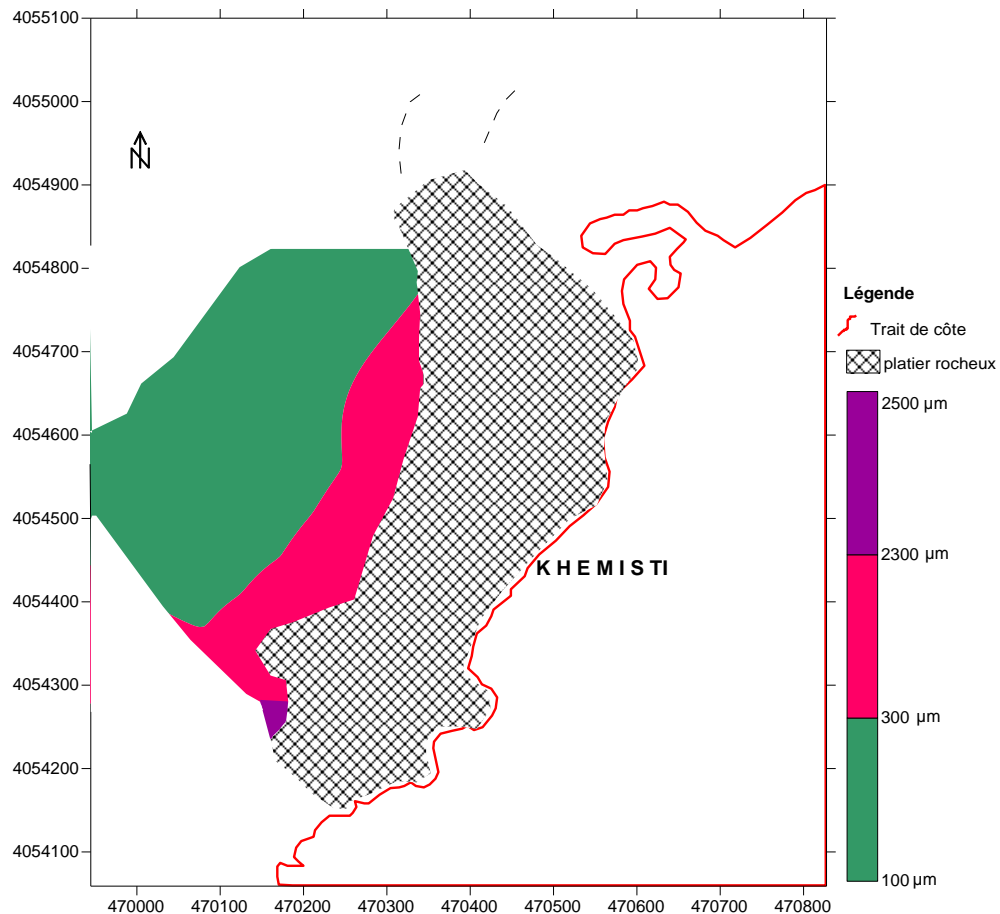 4055100
4055000
4054900
4054800
4054700
4054600
4054500
4054400
4054300
4054200
4054100
N
KHEMISTI
470000 470100 470200 470300 470400 470500 470600 470700 470800
Légende
Trait de côte
platier rocheux
2500 µm
2300 µm
300 µm
100 µm